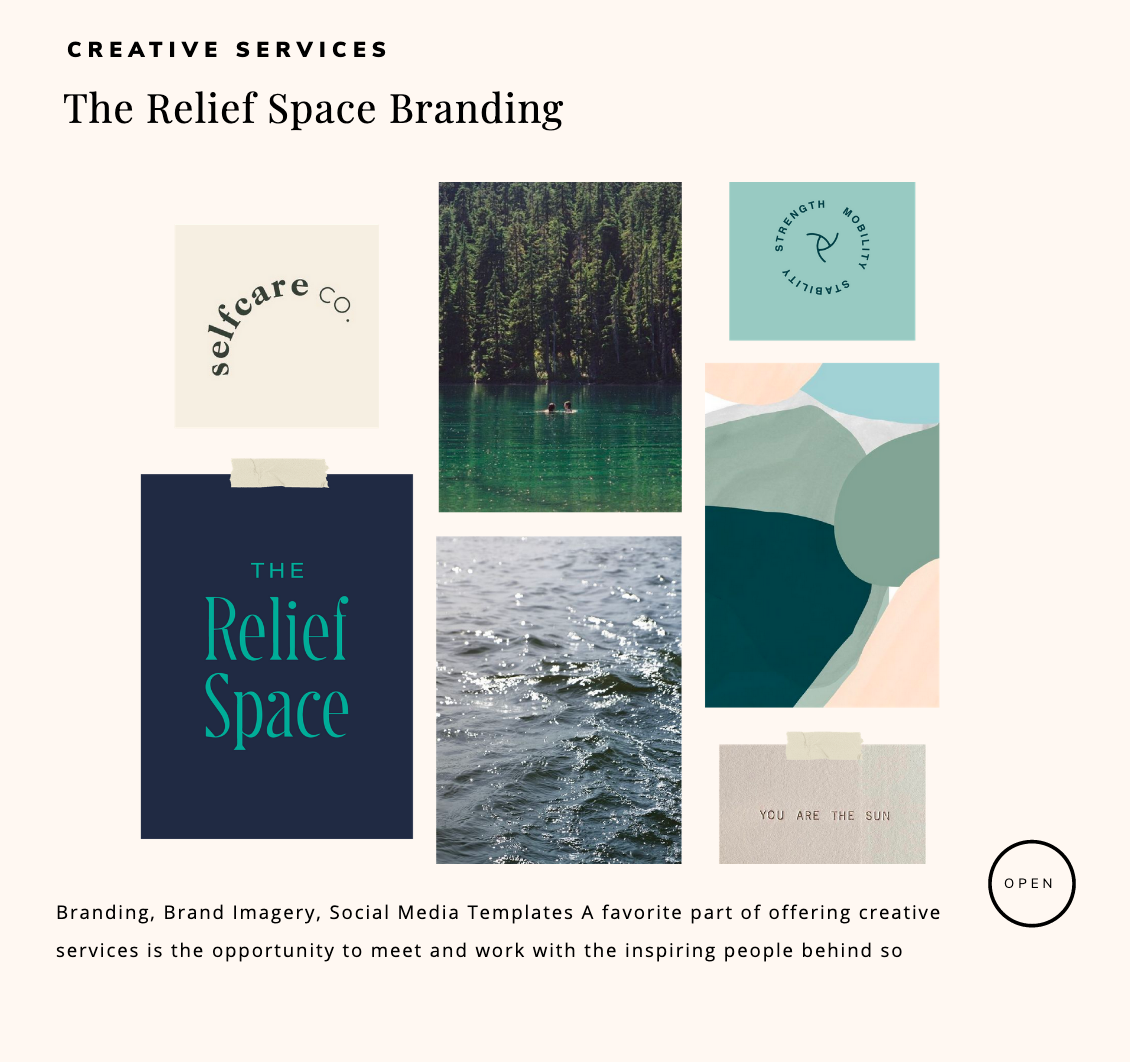 CREATIVE SERVICES
The Relief Space Branding
selfcare CO.
STRENGTH MOBILITY STABILITY
THE
Relief
Space
YOU ARE THE SUN
OPEN
Branding, Brand Imagery, Social Media Templates A favorite part of offering creative
services is the opportunity to meet and work with the inspiring people behind so